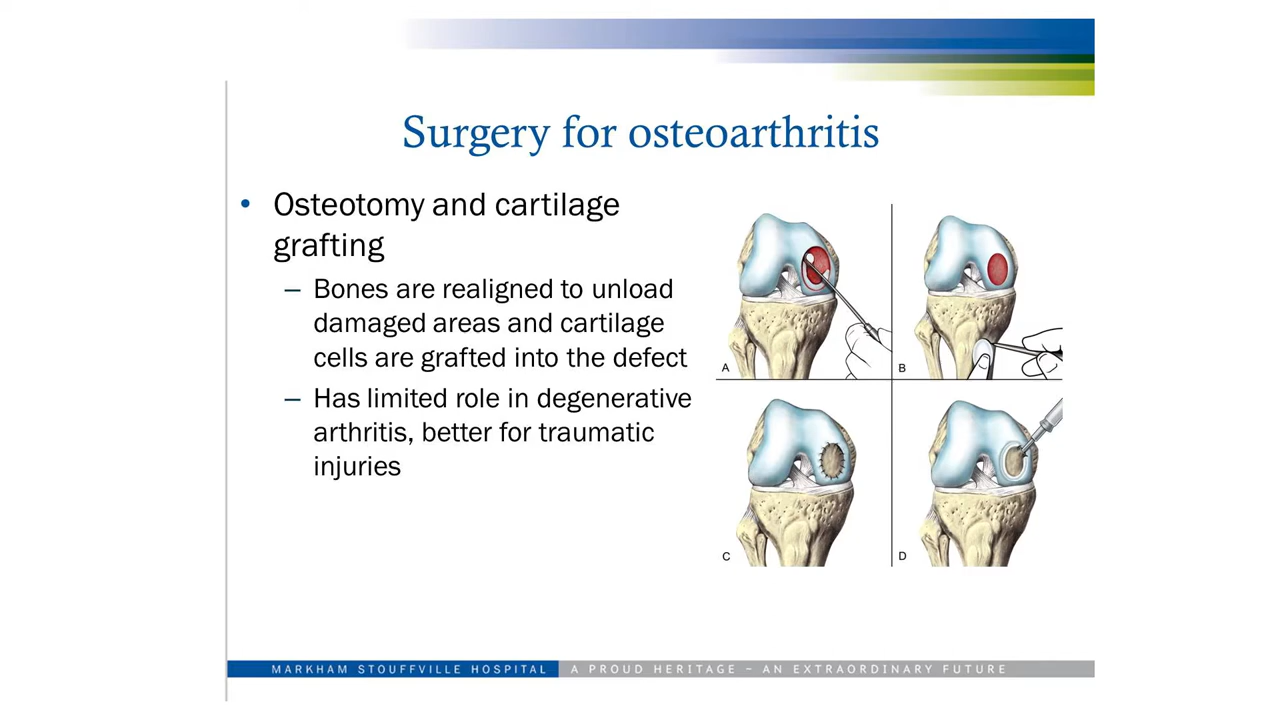 Surgery for osteoarthritis
• Osteotomy and cartilage
grafting
– Bones are realigned to unload
damaged areas and cartilage
cells are grafted into the defect
– Has limited role in degenerative
arthritis, better for traumatic
injuries
A
B
C
D
MARKHAM STOUFFVILLE HOSPITAL A PROUD HERITAGE – AN EXTRAORDINARY FUTURE